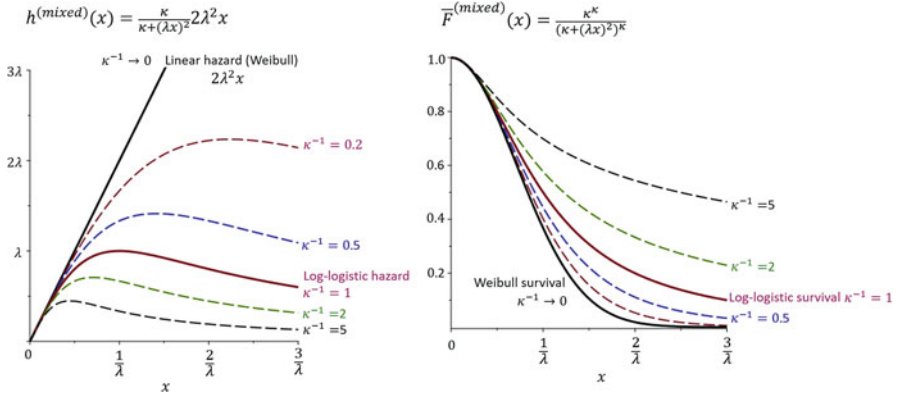 h^(mixed)(x) = κ/(κ+(λx)²) 2λ²x
κ⁻¹ → 0
Linear hazard (Weibull)
2λ²x
3λ
2λ
λ
κ⁻¹ = 0.2
κ⁻¹ = 0.5
Log-logistic hazard
κ⁻¹ = 1
κ⁻¹ =2
κ⁻¹ =5
0
1/λ
2/λ
3/λ
x
F̅^(mixed)(x) = κ^κ/(κ+(λx)²)^κ
1.0
0.8
0.6
0.4
0.2
κ⁻¹ =5
κ⁻¹ =2
Weibull survival
κ⁻¹ → 0
Log-logistic survival κ⁻¹ = 1
κ⁻¹ = 0.5
0
1/λ
2/λ
3/λ
x